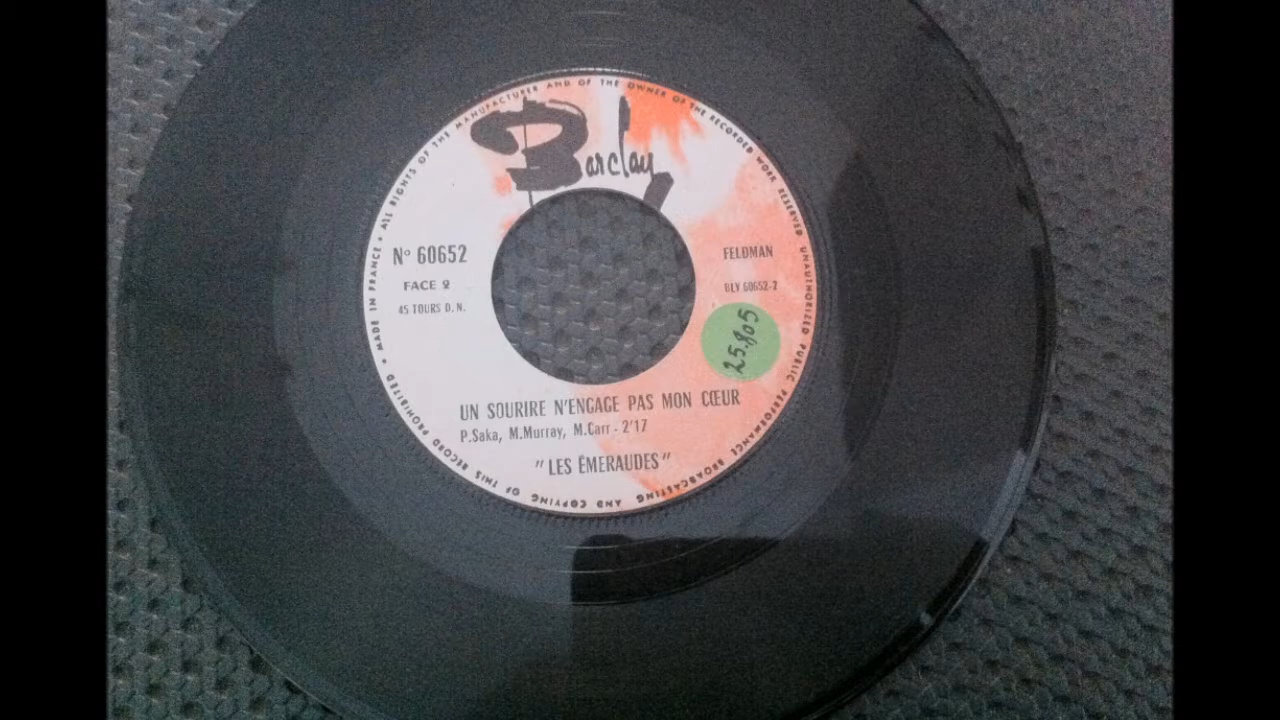 Barclay
MADE IN FRANCE • ALL RIGHTS OF THE MANUFACTURER AND OF THE OWNER OF THE RECORDED WORK RESERVED UNAUTHORIZED PUBLIC PERFORMANCE BROADCASTING AND COPYING OF THIS RECORD PROHIBITED •
N° 60652
FELDMAN
FACE 2
BLY 60652-2
45 TOURS D.N.
25.805
UN SOURIRE N'ENGAGE PAS MON CŒUR
P.Saka, M.Murray, M.Carr - 2'17
"LES ÉMERAUDES"